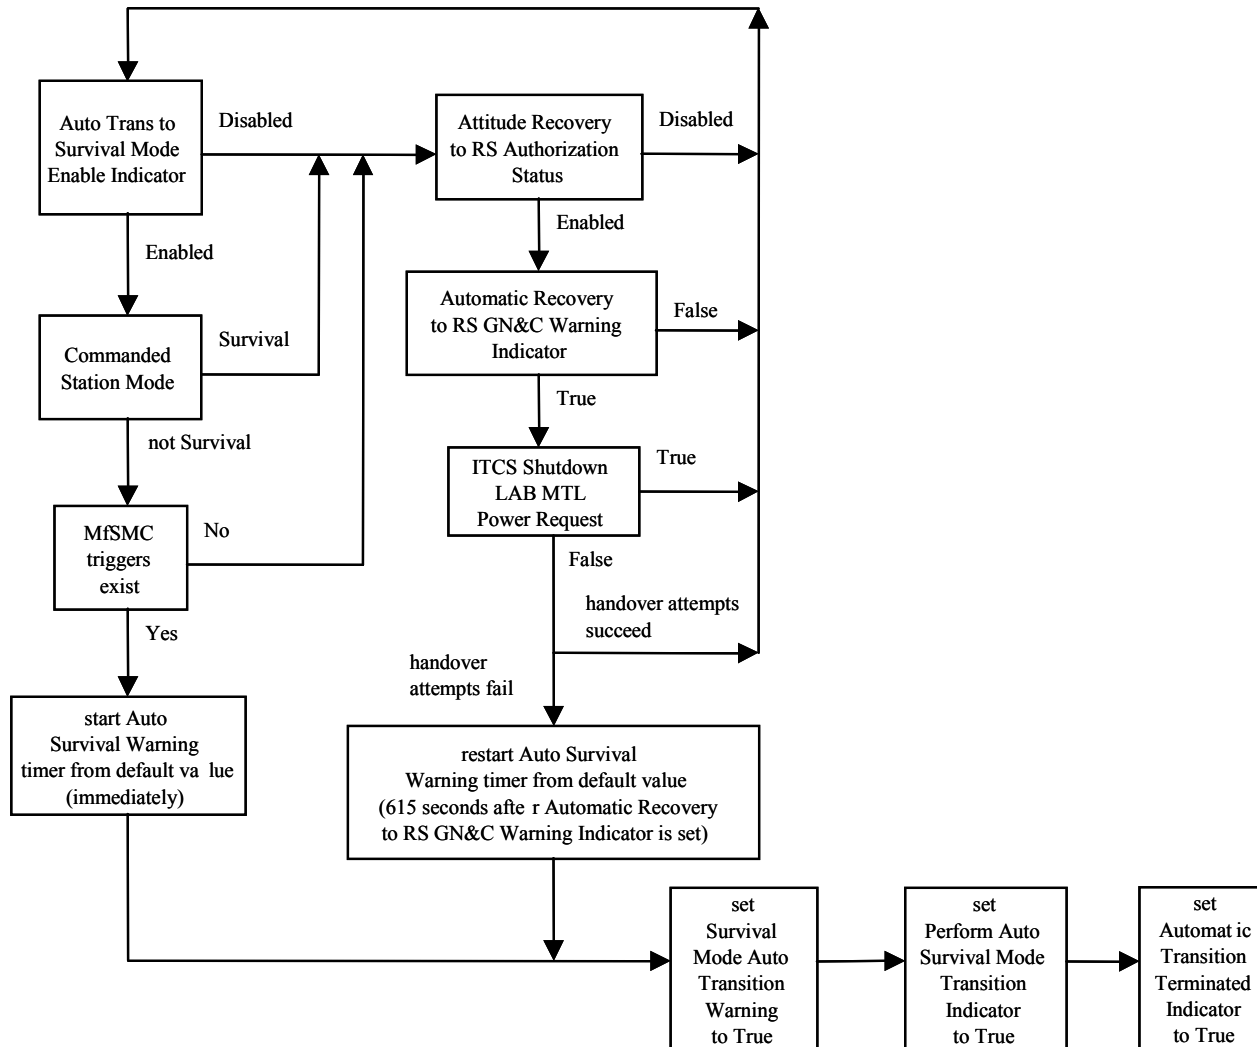 Auto Trans to
Survival Mode
Enable Indicator
Disabled
Enabled
Commanded
Station Mode
Survival
not Survival
MfSMC
triggers
exist
No
Yes
start Auto
Survival Warning
timer from default va lue
(immediately)
Attitude Recovery
to RS Authorization
Status
Disabled
Enabled
Automatic Recovery
to RS GN&C Warning
Indicator
False
True
ITCS Shutdown
LAB MTL
Power Request
True
False
handover attempts
succeed
handover
attempts fail
restart Auto Survival
Warning timer from default value
(615 seconds afte r Automatic Recovery
to RS GN&C Warning Indicator is set)
set
Survival
Mode Auto
Transition
Warning
to True
set
Perform Auto
Survival Mode
Transition
Indicator
to True
set
Automat ic
Transition
Terminated
Indicator
to True